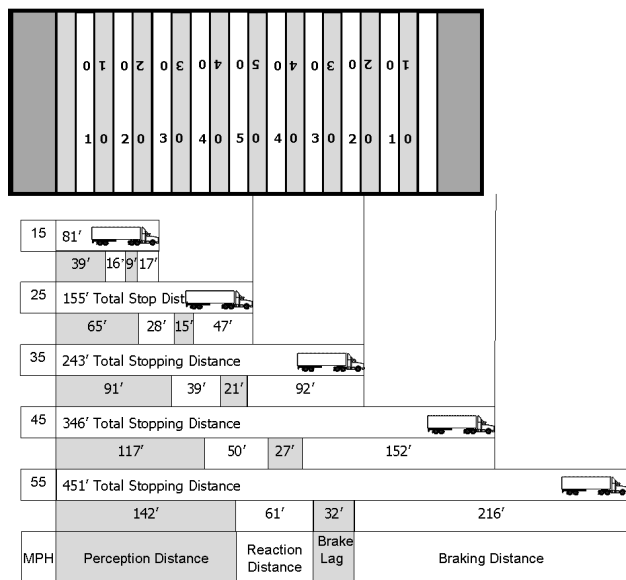 0 1 0 2 0 3 0 4 0 5 0 4 0 3 0 2 0 1
1 0 2 0 3 0 4 0 5 0 4 0 3 0 2 0 1 0
15 81′
39′ 16′ 9′ 17′
25 155′ Total Stop Dist
65′ 28′ 15′ 47′
35 243′ Total Stopping Distance
91′ 39′ 21′ 92′
45 346′ Total Stopping Distance
117′ 50′ 27′ 152′
55 451′ Total Stopping Distance
142′ 61′ 32′ 216′
MPH
Perception Distance
Reaction
Distance
Brake
Lag
Braking Distance